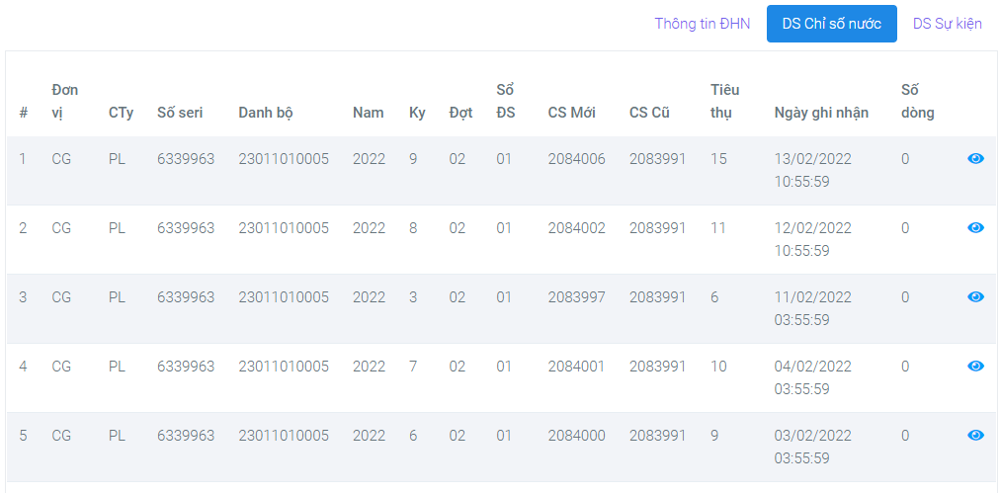 Thông tin ĐHN DS Chỉ số nước DS Sự kiện
# Đơn vị CTy Số seri Danh bộ Nam Ky Đợt Sổ ĐS CS Mới CS Cũ Tiêu thụ Ngày ghi nhận Số dòng
1 CG PL 6339963 23011010005 2022 9 02 01 2084006 2083991 15 13/02/2022 10:55:59 0
2 CG PL 6339963 23011010005 2022 8 02 01 2084002 2083991 11 12/02/2022 10:55:59 0
3 CG PL 6339963 23011010005 2022 3 02 01 2083997 2083991 6 11/02/2022 03:55:59 0
4 CG PL 6339963 23011010005 2022 7 02 01 2084001 2083991 10 04/02/2022 03:55:59 0
5 CG PL 6339963 23011010005 2022 6 02 01 2084000 2083991 9 03/02/2022 03:55:59 0